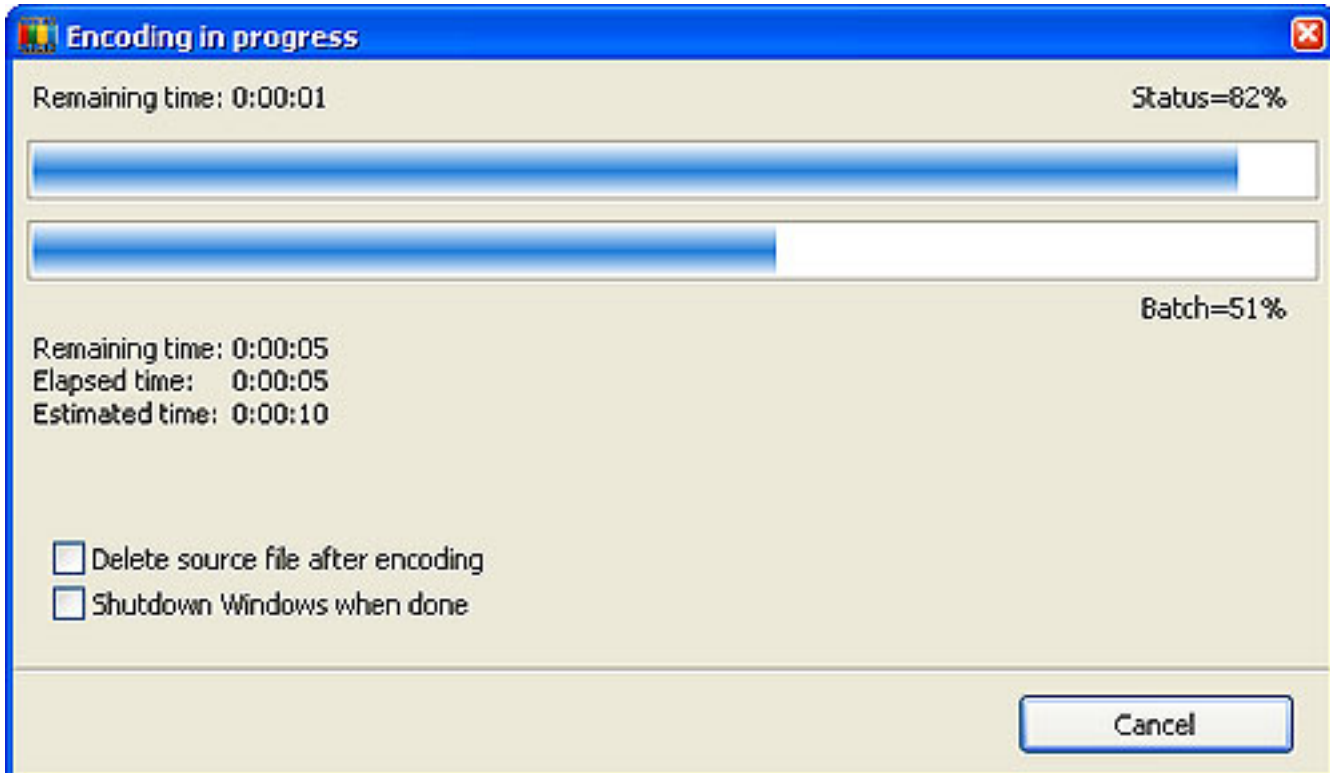 Encoding in progress
Remaining time: 0:00:01 Status=82%
Batch=51%
Remaining time: 0:00:05
Elapsed time: 0:00:05
Estimated time: 0:00:10
Delete source file after encoding
Shutdown Windows when done
Cancel